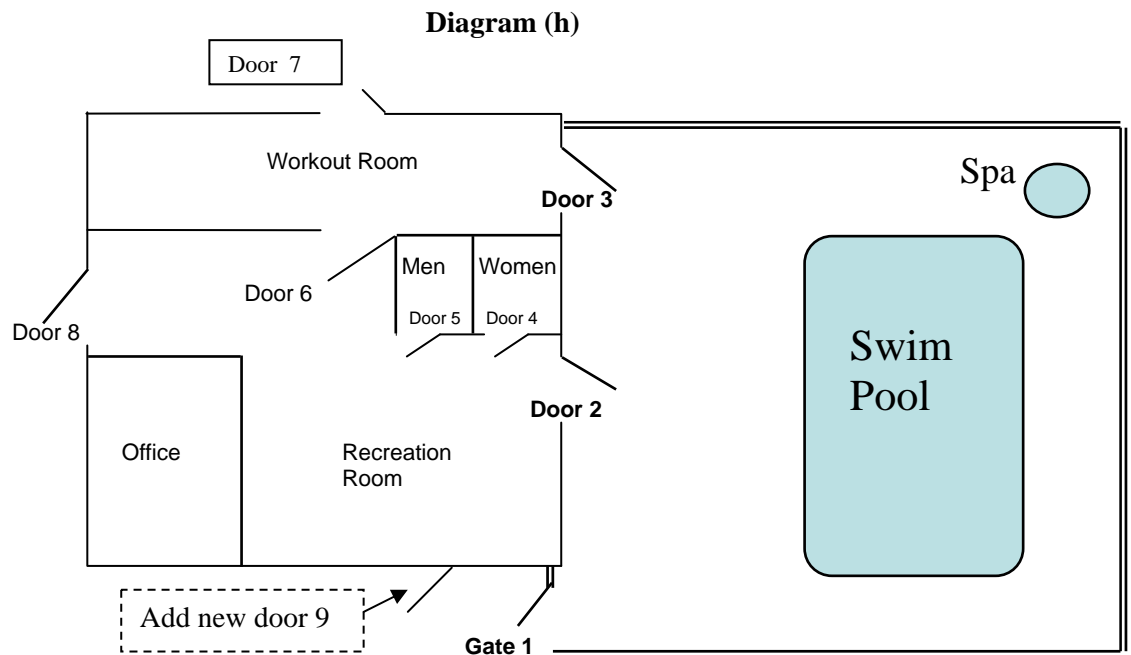 Diagram (h)
Door 7
Workout Room
Spa
Door 3
Men
Women
Door 6
Door 5
Door 4
Door 8
Swim
Pool
Door 2
Office
Recreation
Room
Add new door 9
Gate 1